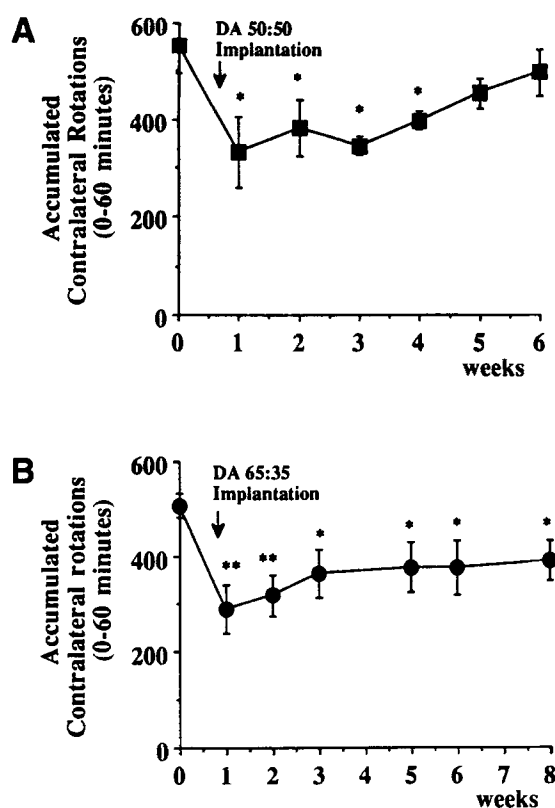 A
DA 50:50
Implantation
Accumulated
Contralateral Rotations
(0-60 minutes)
600
400
200
0
*
*
*
*
0 1 2 3 4 5 6
weeks
B
DA 65:35
Implantation
Accumulated
Contralateral rotations
(0-60 minutes)
600
400
200
0
**
**
*
*
*
*
0 1 2 3 4 5 6 7 8
weeks